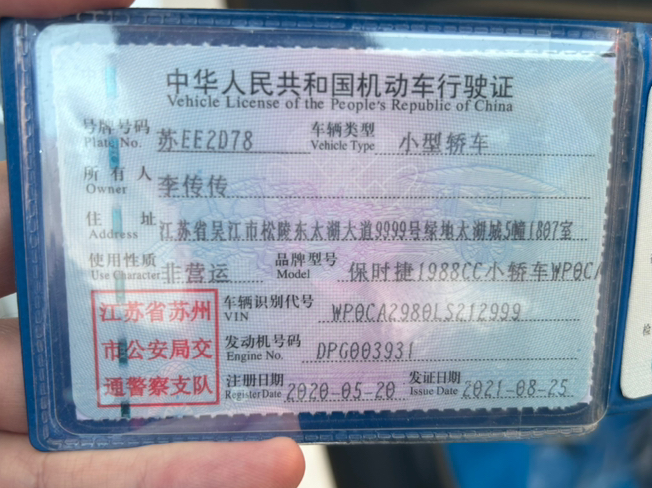 中华人民共和国机动车行驶证
Vehicle License of the People's Republic of China
号牌号码 苏EE2D78 车辆类型 小型轿车
Plate No. Vehicle Type
所有人 李传传
Owner
住址 江苏省吴江市松陵东太湖大道9999号绿地太湖城5幢1807室
Address
使用性质 非营运 品牌型号 保时捷1988CC小轿车WP0CA
Use Character Model
江苏省苏州
市公安局交
通警察支队
车辆识别代号 WP0CA2980LS212999
VIN
发动机号码 DPG003931
Engine No.
注册日期 2020-05-20 发证日期 2021-08-25
Register Date Issue Date
检